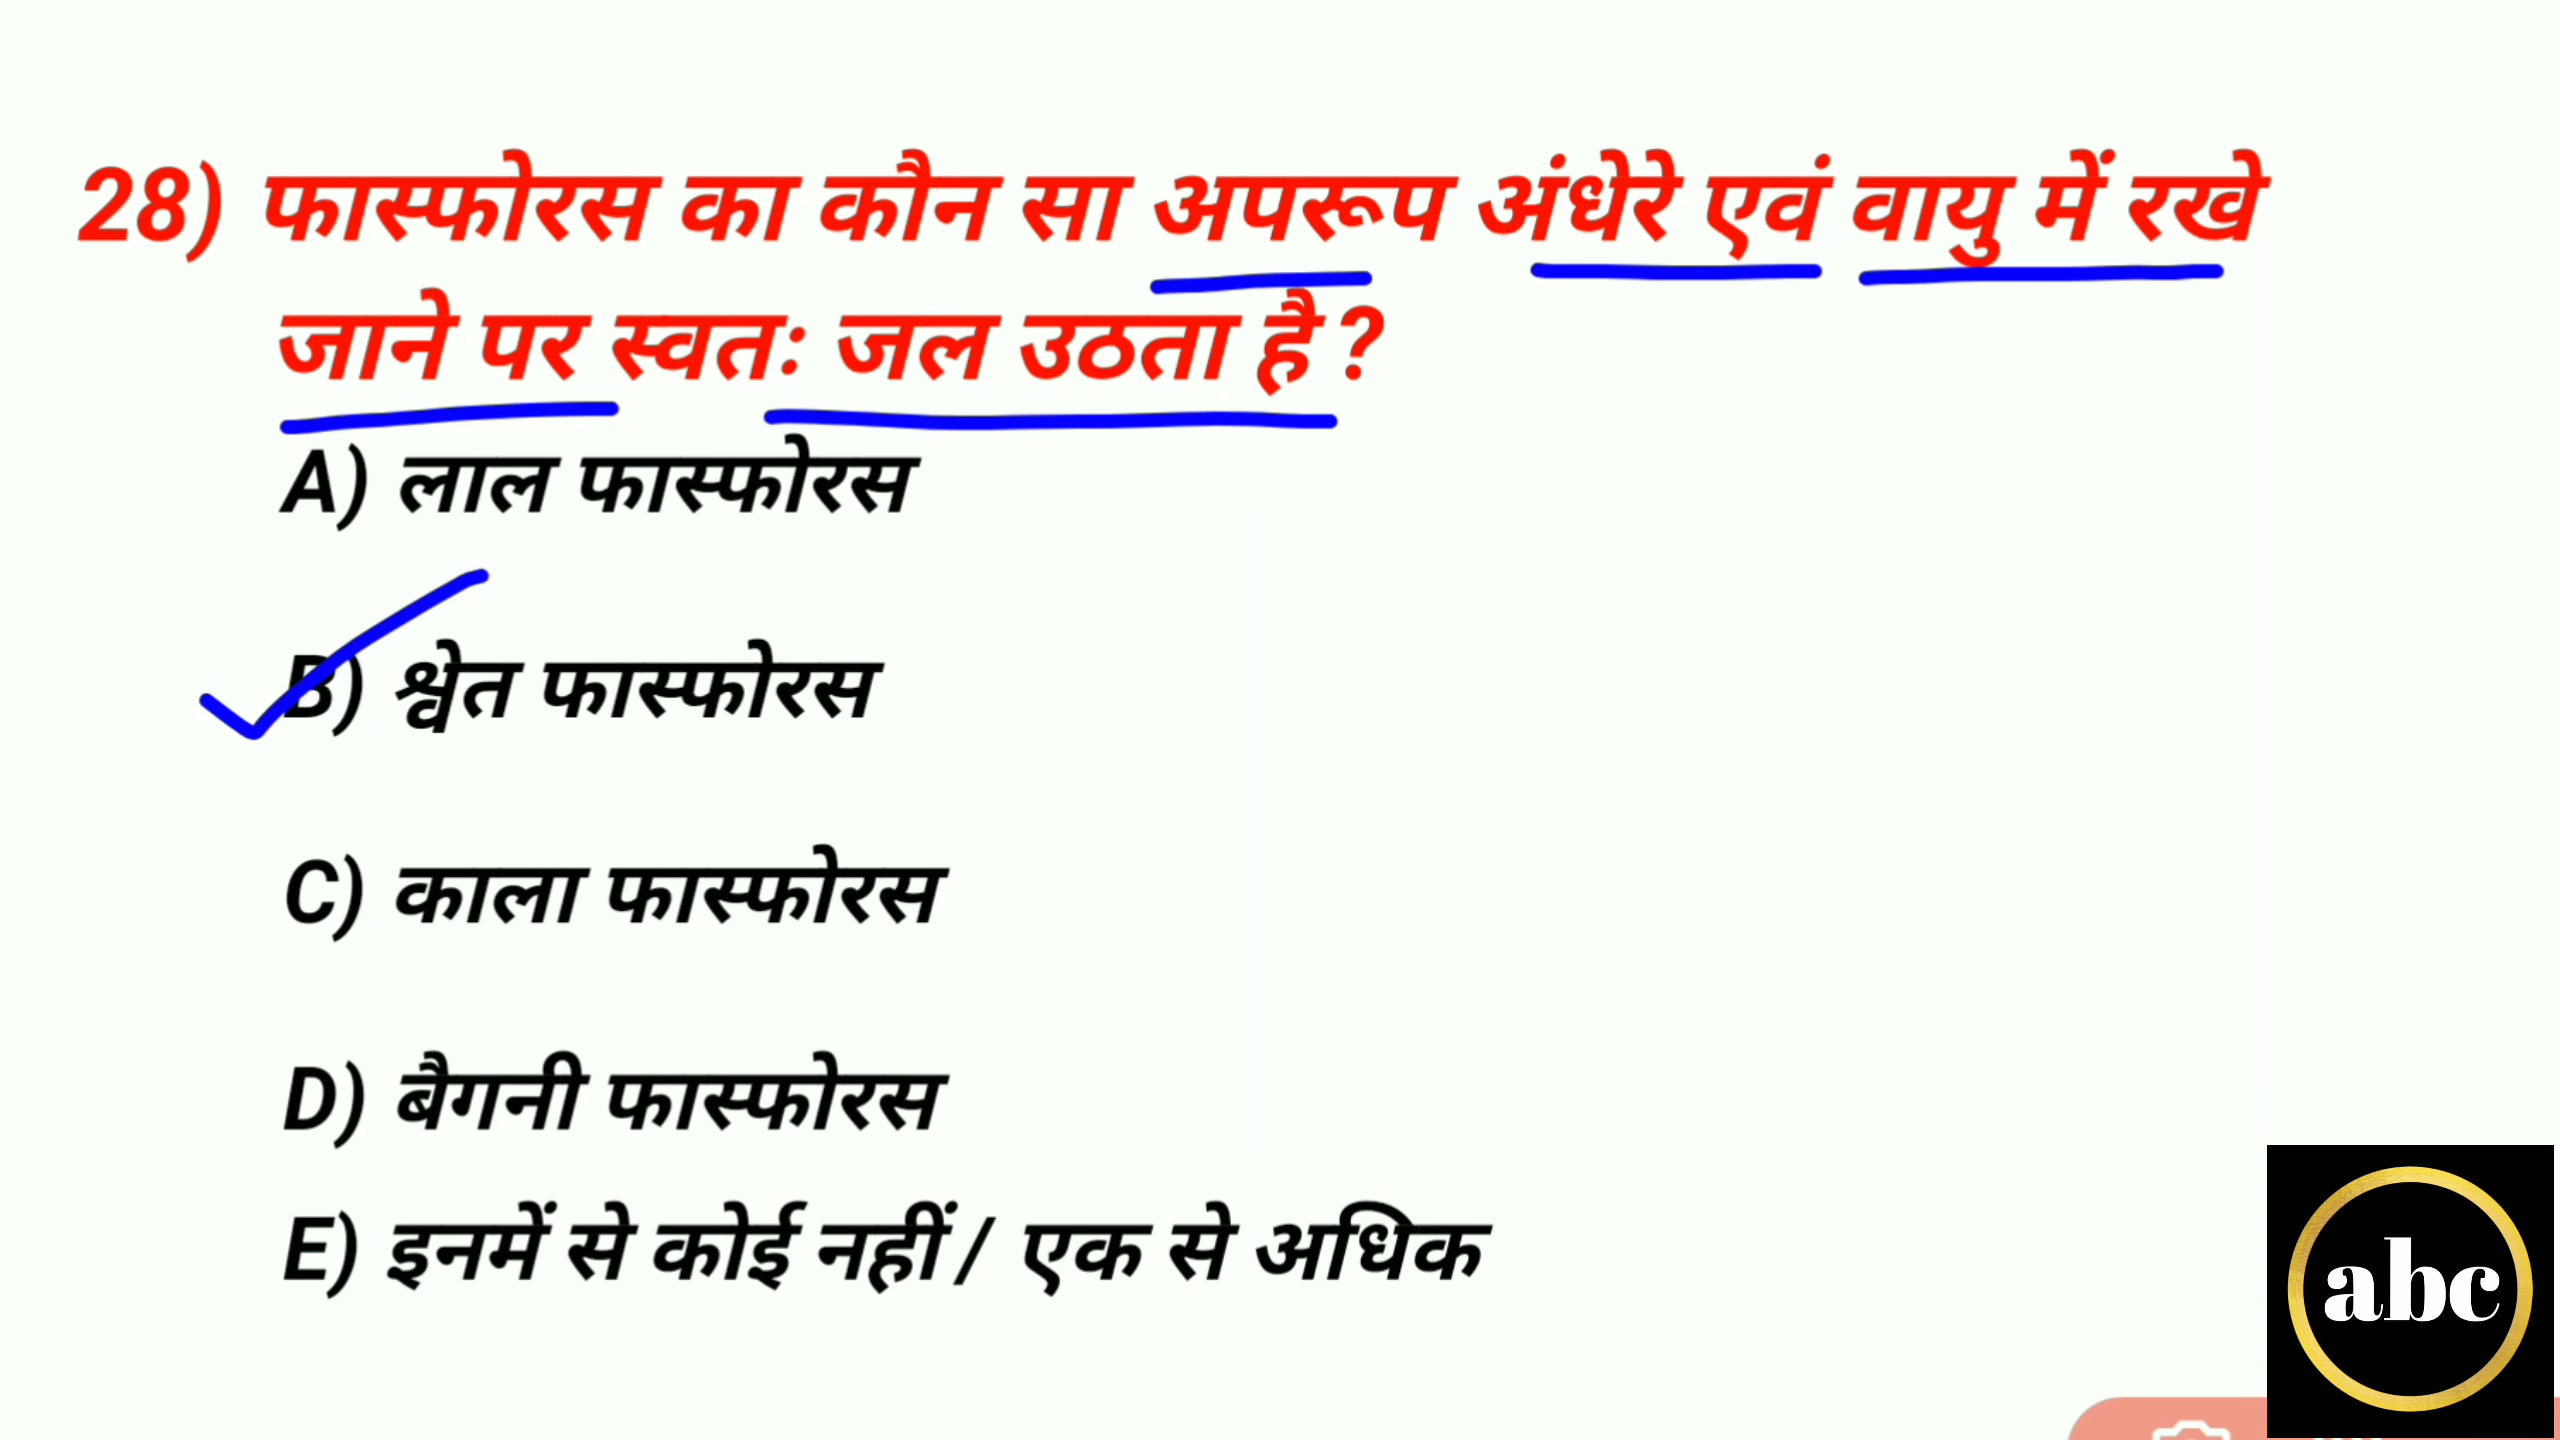 28) फास्फोरस का कौन सा अपरूप अंधेरे एवं वायु में रखे
जाने पर स्वतः जल उठता है ?
A) लाल फास्फोरस
B) श्वेत फास्फोरस
C) काला फास्फोरस
D) बैगनी फास्फोरस
E) इनमें से कोई नहीं / एक से अधिक
abc